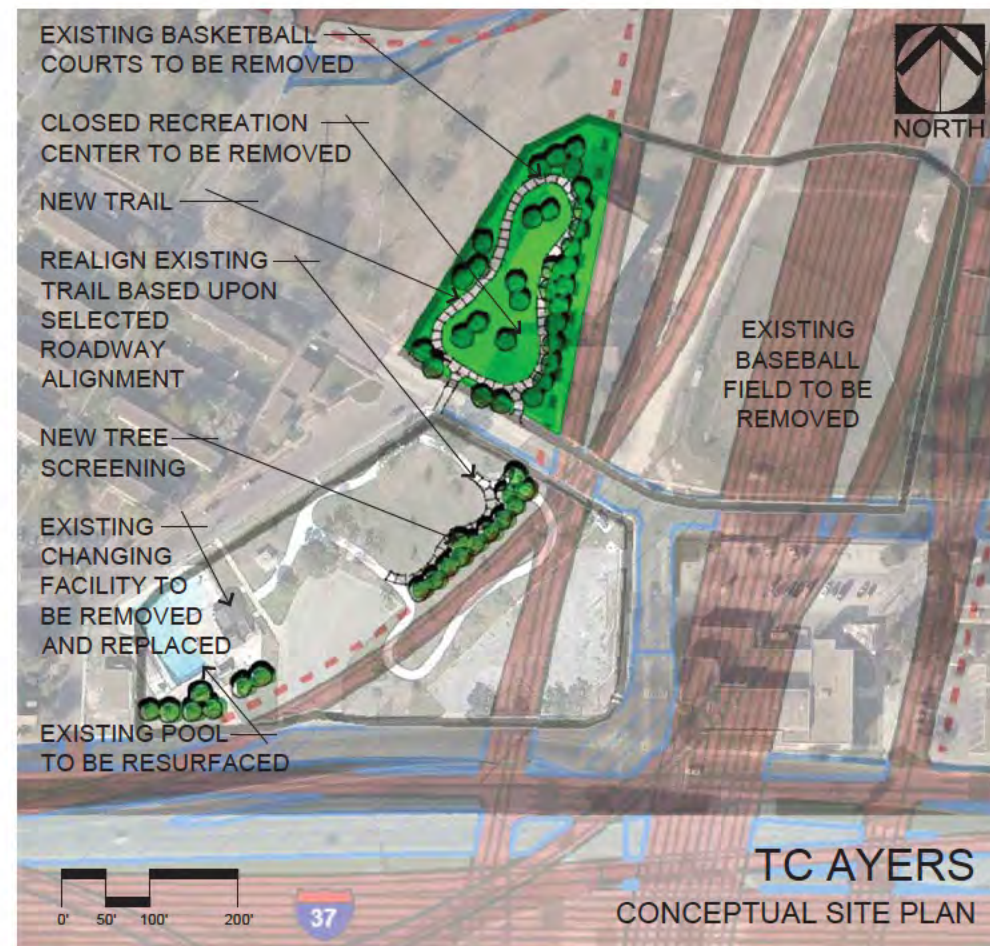 EXISTING BASKETBALL
COURTS TO BE REMOVED
NORTH
CLOSED RECREATION
CENTER TO BE REMOVED
NEW TRAIL
REALIGN EXISTING
TRAIL BASED UPON
SELECTED
ROADWAY
ALIGNMENT
EXISTING
BASEBALL
FIELD TO BE
REMOVED
NEW TREE
SCREENING
EXISTING
CHANGING
FACILITY TO
BE REMOVED
AND REPLACED
EXISTING POOL
TO BE RESURFACED
TC AYERS
CONCEPTUAL SITE PLAN
0' 50' 100' 200'
37